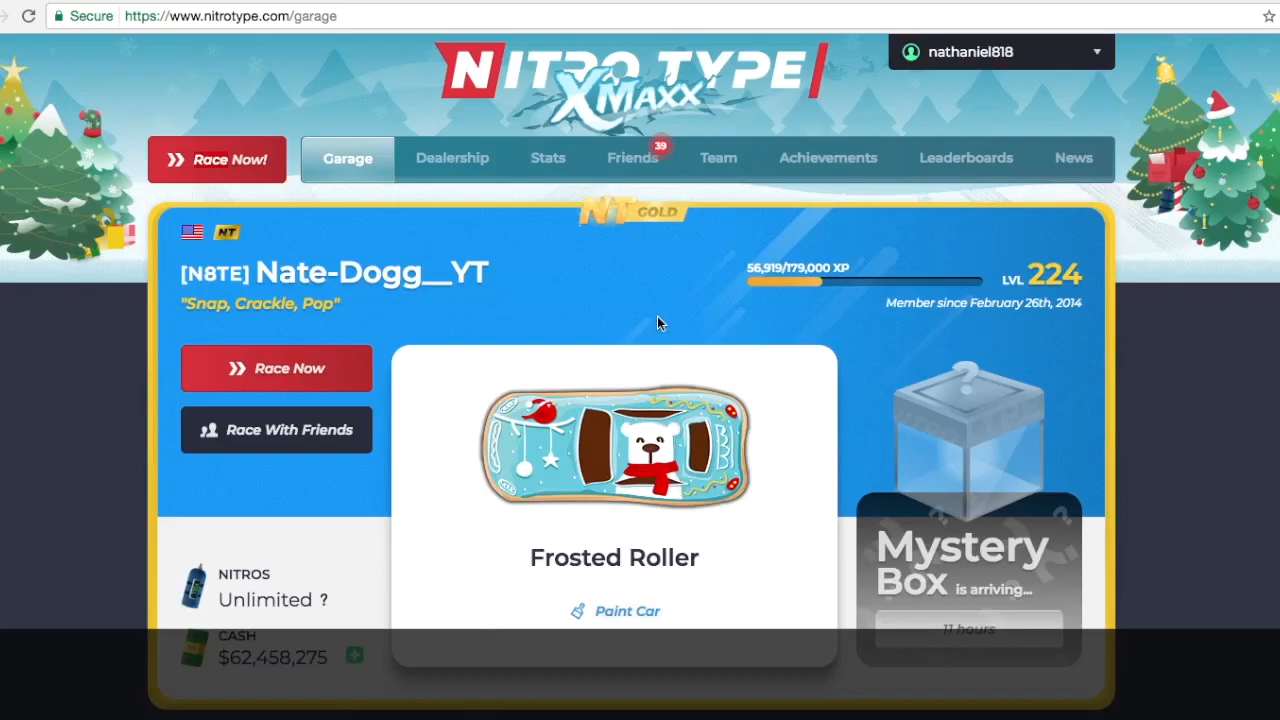 Secure https://www.nitrotype.com/garage
NITRO TYPE
XMAXX
nathaniel818
Race Now!
Garage
Dealership
Stats
Friends
39
Team
Achievements
Leaderboards
News
NT GOLD
NT
[N8TE] Nate-Dogg__YT
"Snap, Crackle, Pop"
56,919/179,000 XP
LVL 224
Member since February 26th, 2014
Race Now
Race With Friends
Frosted Roller
Paint Car
?
Mystery
Box is arriving...
11 hours
NITROS
Unlimited ?
CASH
$62,458,275